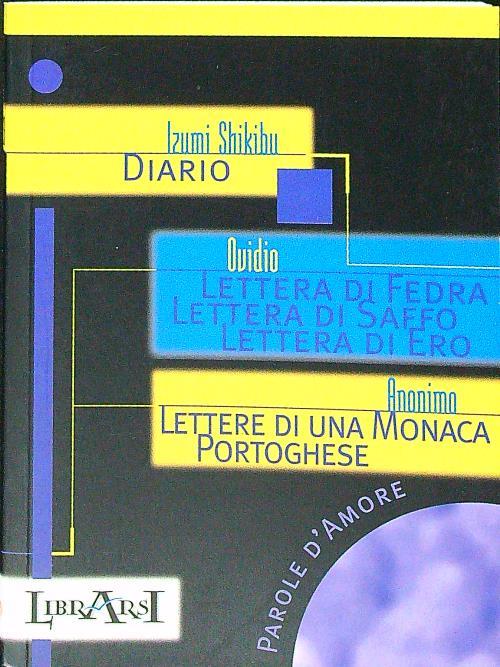 Izumi Shikibu
DIARIO
Ovidio
LETTERA DI FEDRA
LETTERA DI SAFFO
LETTERA DI ERO
Anonimo
LETTERE DI UNA MONACA
PORTOGHESE
PAROLE D'AMORE
LIBRARSI